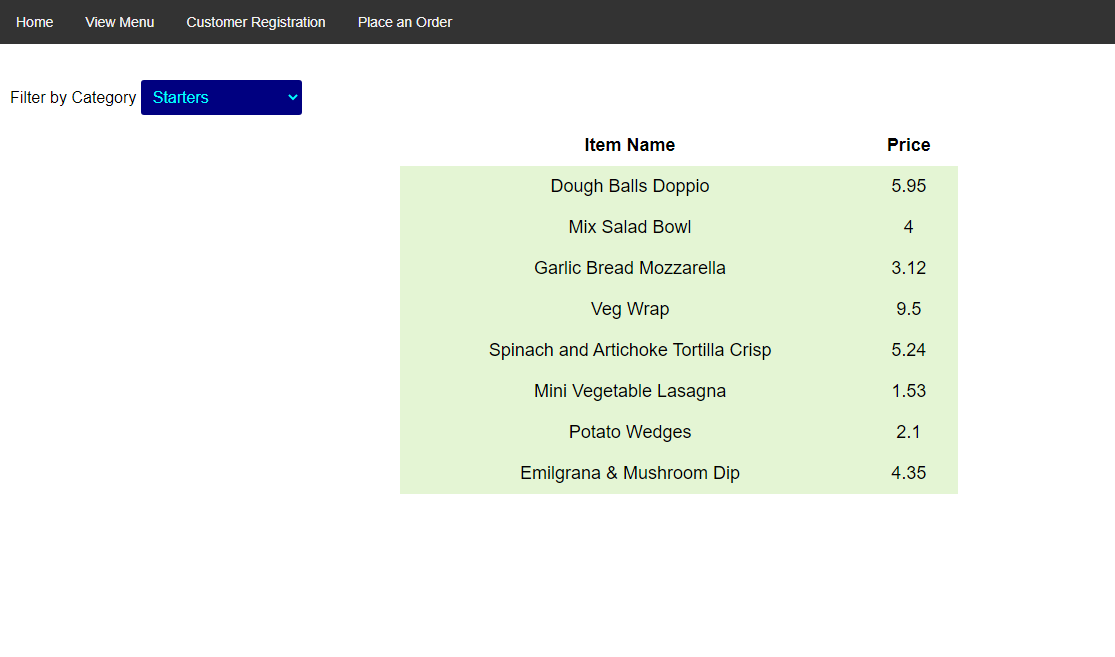 Home View Menu Customer Registration Place an Order
Filter by Category Starters
Item Name Price
Dough Balls Doppio 5.95
Mix Salad Bowl 4
Garlic Bread Mozzarella 3.12
Veg Wrap 9.5
Spinach and Artichoke Tortilla Crisp 5.24
Mini Vegetable Lasagna 1.53
Potato Wedges 2.1
Emilgrana & Mushroom Dip 4.35